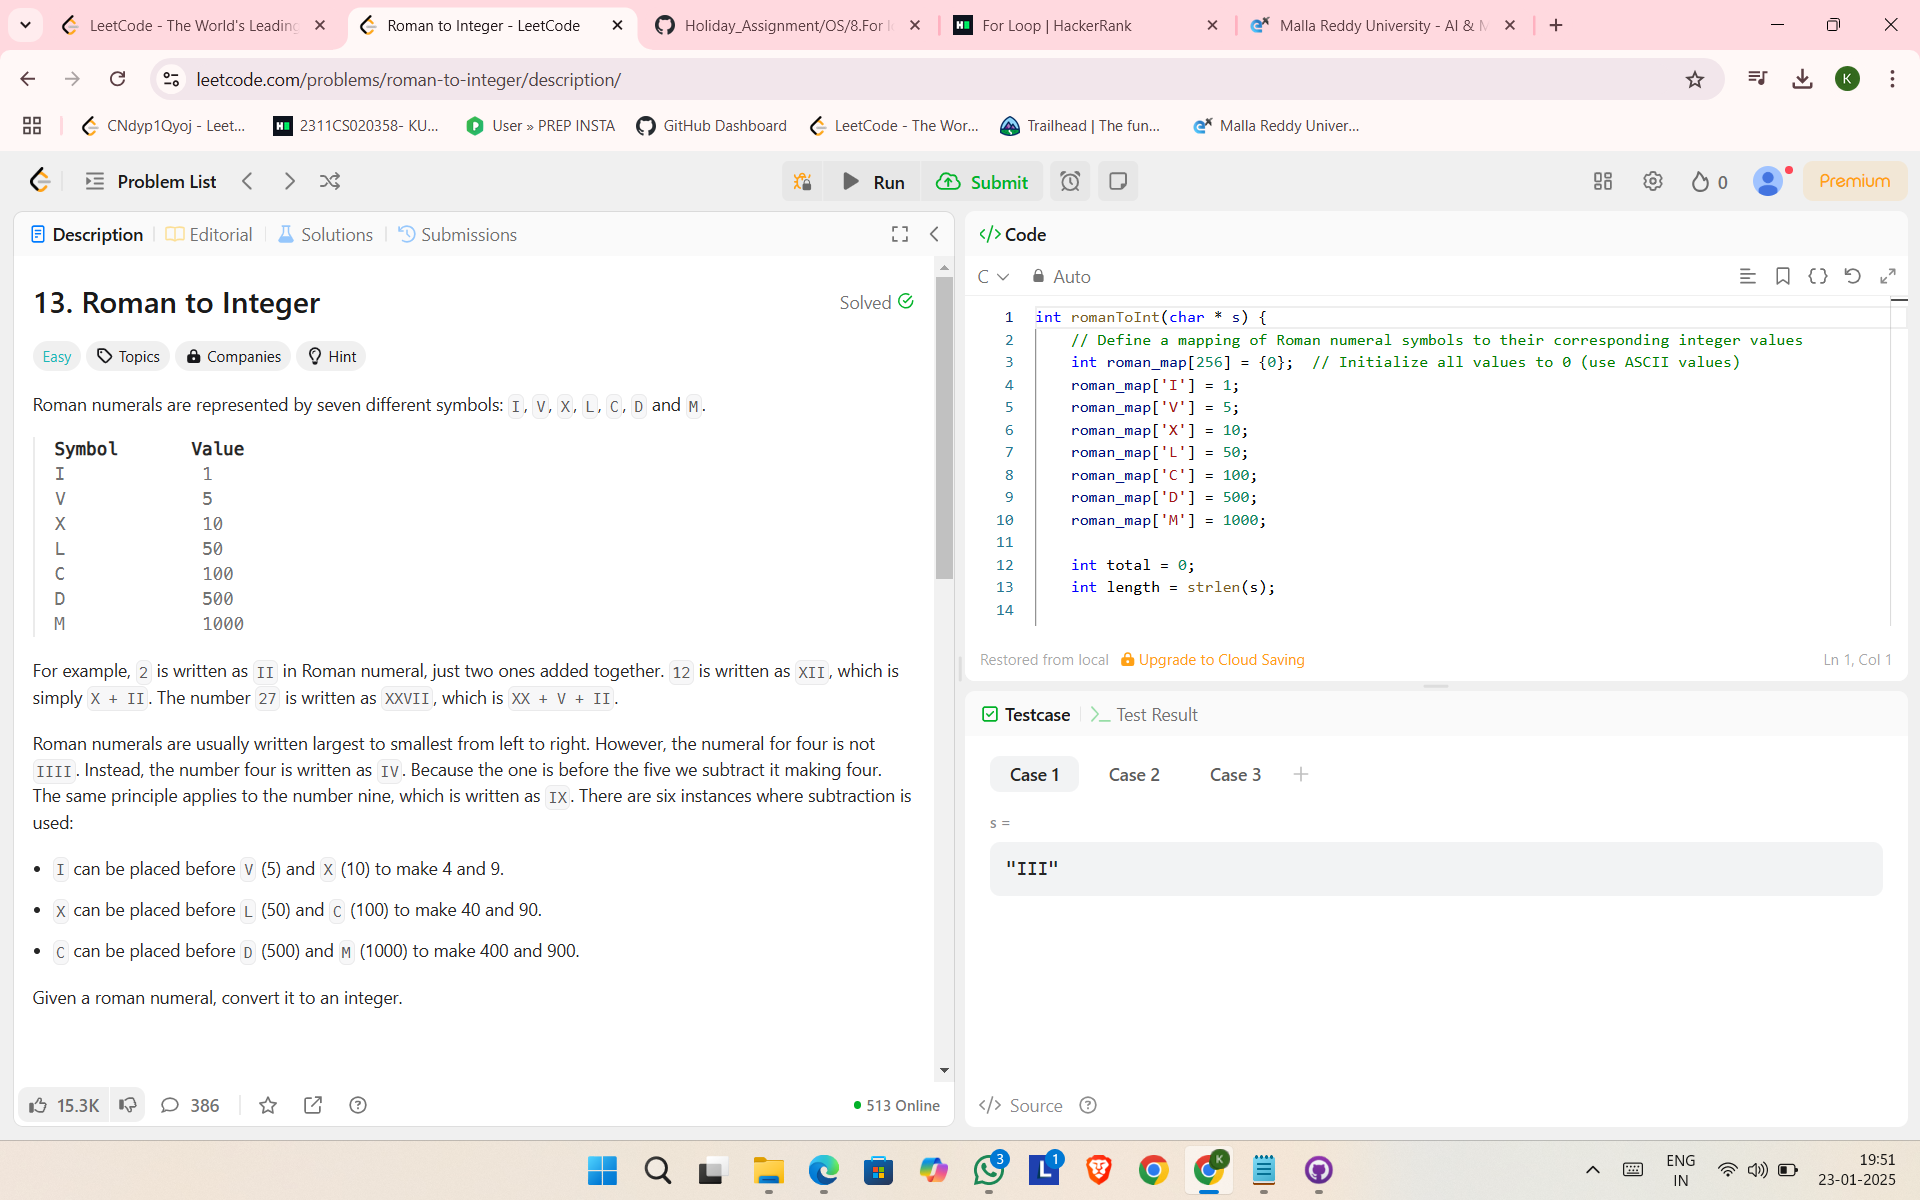 LeetCode - The World's Leading
Roman to Integer - LeetCode
Holiday_Assignment/OS/8.For l
For Loop | HackerRank
Malla Reddy University - AI & M
leetcode.com/problems/roman-to-integer/description/
K
CNdyp1Qyoj - Leet...
2311CS020358- KU...
User » PREP INSTA
GitHub Dashboard
LeetCode - The Wor...
Trailhead | The fun...
Malla Reddy Univer...
Problem List
Run
Submit
0
Premium
Description
Editorial
Solutions
Submissions
13. Roman to Integer
Solved
Easy
Topics
Companies
Hint
Roman numerals are represented by seven different symbols: I, V, X, L, C, D and M.
Symbol Value
I 1
V 5
X 10
L 50
C 100
D 500
M 1000
For example, 2 is written as II in Roman numeral, just two ones added together. 12 is written as XII, which is
simply X + II. The number 27 is written as XXVII, which is XX + V + II.
Roman numerals are usually written largest to smallest from left to right. However, the numeral for four is not
IIII. Instead, the number four is written as IV. Because the one is before the five we subtract it making four.
The same principle applies to the number nine, which is written as IX. There are six instances where subtraction is
used:
• I can be placed before V (5) and X (10) to make 4 and 9.
• X can be placed before L (50) and C (100) to make 40 and 90.
• C can be placed before D (500) and M (1000) to make 400 and 900.
Given a roman numeral, convert it to an integer.
15.3K
386
513 Online
</> Code
C
Auto
1 int romanToInt(char * s) {
2 // Define a mapping of Roman numeral symbols to their corresponding integer values
3 int roman_map[256] = {0}; // Initialize all values to 0 (use ASCII values)
4 roman_map['I'] = 1;
5 roman_map['V'] = 5;
6 roman_map['X'] = 10;
7 roman_map['L'] = 50;
8 roman_map['C'] = 100;
9 roman_map['D'] = 500;
10 roman_map['M'] = 1000;
11
12 int total = 0;
13 int length = strlen(s);
14
Restored from local
Upgrade to Cloud Saving
Ln 1, Col 1
Testcase
Test Result
Case 1
Case 2
Case 3
s =
"III"
</> Source
3
L
1
K
ENG
IN
19:51
23-01-2025